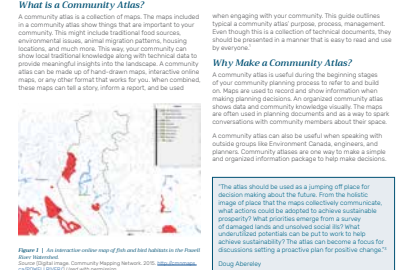 What is a Community Atlas?
A community atlas is a collection of maps. The maps included
in a community atlas show things that are important to your
community. This might include traditional food sources,
environmental issues, animal migration patterns, housing
locations, and much more. This way, your community can
show local traditional knowledge along with technical data to
provide meaningful insights into the landscape. A community
atlas can be made up of hand-drawn maps, interactive online
maps, or any other format that works for you. When combined,
these maps can tell a story, inform a report, and be used
Figure 1 | An interactive online map of fish and bird habitats in the Powell
River Watershed.
Source (Digital image, Community Mapping Network, 2015,
when engaging with your community. This guide outlines
typical a community atlas' purpose, process, management.
Even though this is a collection of technical documents, they
should be presented in a manner that is easy to read and use
by everyone.
Why Make a Community Atlas?
A community atlas is useful during the beginning stages
of your community planning process to refer to and build
on. Maps are used to record and show information when
making planning decisions. An organized community atlas
shows data and community knowledge visually. The maps
are often used in planning documents and as a way to spark
conversations with community members about their space.
A community atlas can also be useful when speaking with
outside groups like Environment Canada, engineers, and
planners. Community atlases are one way to make a simple
and organized information package to help make decisions.
"The atlas should be used as a jumping off place for
decision making about the future. From the holistic
image of place that the maps collectively communicate,
what actions could be adopted to achieve sustainable
prosperity? What priorities emerge from a survey
of damaged lands and unsolved social ills? What
underutilized potentials can be put to work to help
achieve sustainability? The atlas can become a focus for
discussions setting a proactive plan for positive change."
Doug Aberley